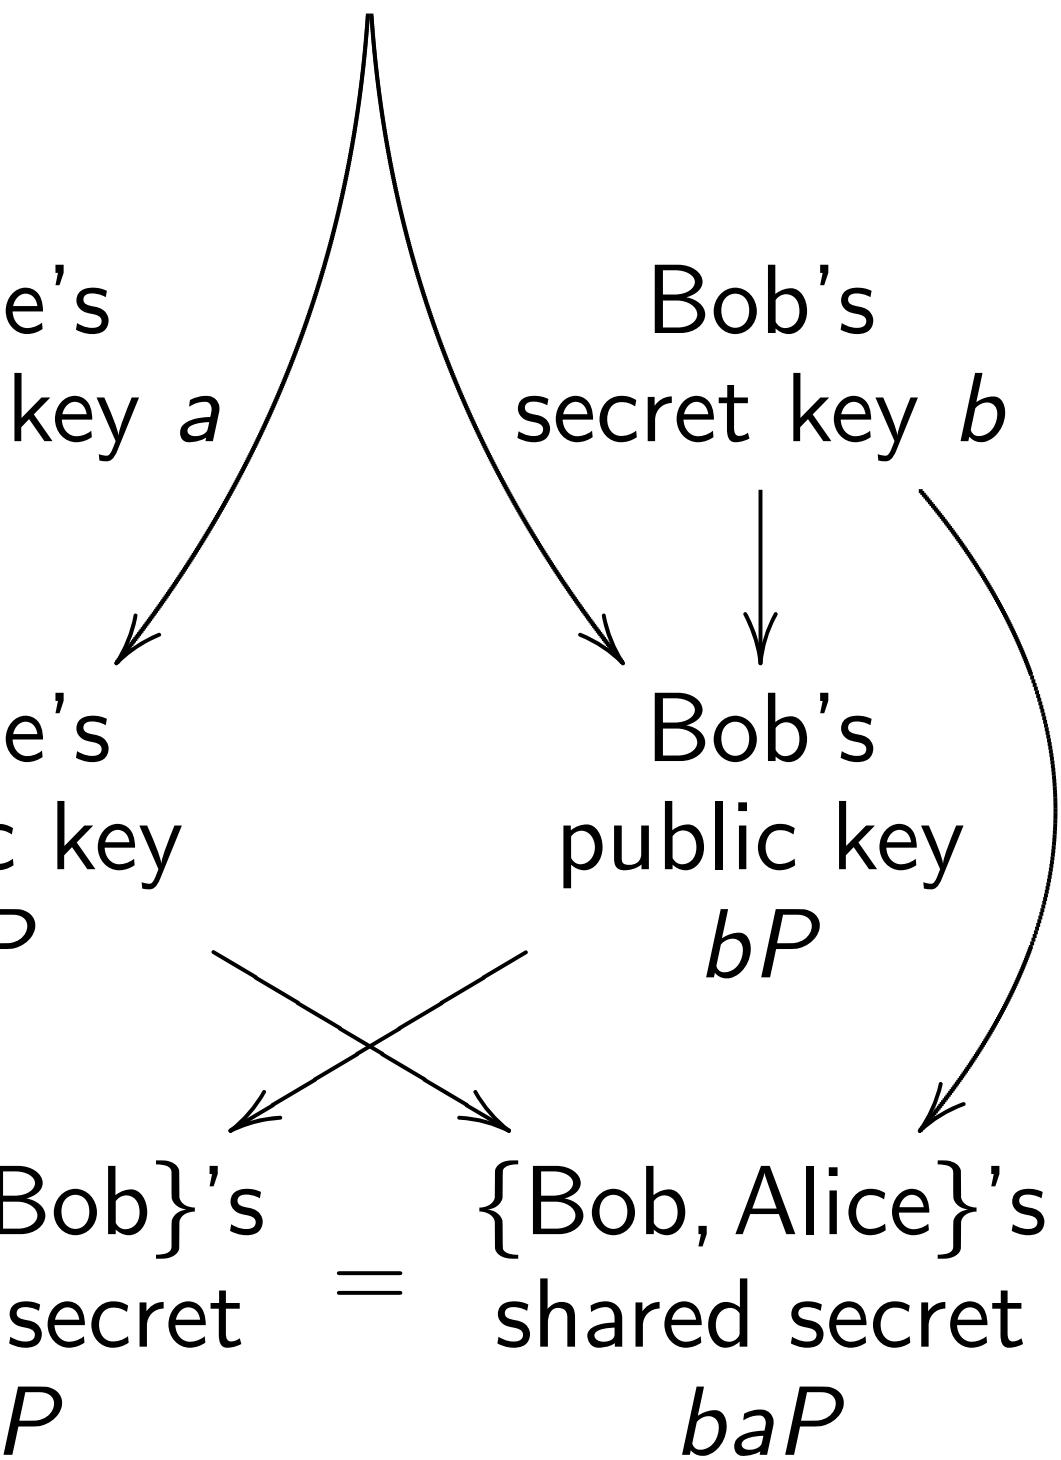 e's
key a
Bob's
secret key b
e's
c key
P
Bob's
public key
bP
Bob}'s
secret
P
=
{Bob, Alice}'s
shared secret
baP